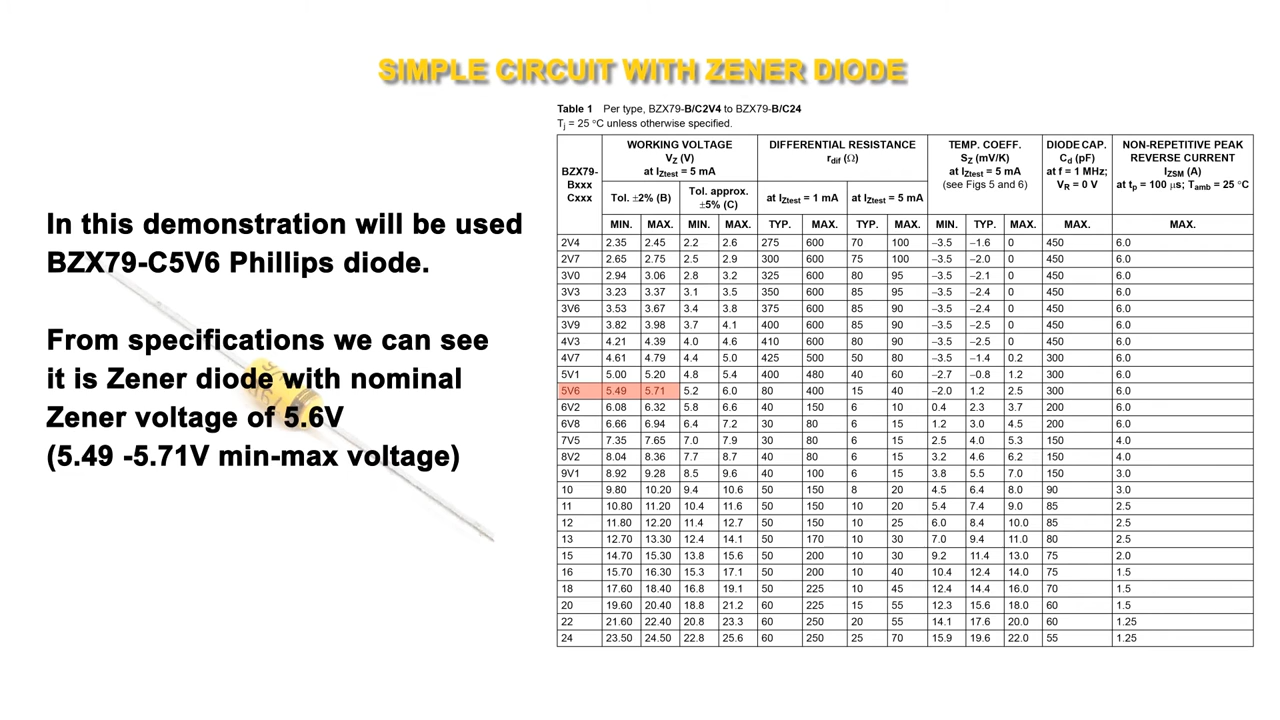 SIMPLE CIRCUIT WITH ZENER DIODE
In this demonstration will be used
BZX79-C5V6 Phillips diode.
From specifications we can see
it is Zener diode with nominal
Zener voltage of 5.6V
(5.49 -5.71V min-max voltage)
Table 1 Per type, BZX79-B/C2V4 to BZX79-B/C24
Tj = 25 °C unless otherwise specified.
BZX79-
Bxxx
Cxxx
WORKING VOLTAGE
VZ (V)
at IZtest = 5 mA
DIFFERENTIAL RESISTANCE
rdif (Ω)
TEMP. COEFF.
SZ (mV/K)
at IZtest = 5 mA
(see Figs 5 and 6)
DIODE CAP.
Cd (pF)
at f = 1 MHz;
VR = 0 V
NON-REPETITIVE PEAK
REVERSE CURRENT
IZSM (A)
at tp = 100 µs; Tamb = 25 °C
Tol. ±2% (B)
Tol. approx.
±5% (C)
at IZtest = 1 mA
at IZtest = 5 mA
MIN. MAX. MIN. MAX. TYP. MAX. TYP. MAX. MIN. TYP. MAX. MAX. MAX.
2V4 2.35 2.45 2.2 2.6 275 600 70 100 −3.5 −1.6 0 450 6.0
2V7 2.65 2.75 2.5 2.9 300 600 75 100 −3.5 −2.0 0 450 6.0
3V0 2.94 3.06 2.8 3.2 325 600 80 95 −3.5 −2.1 0 450 6.0
3V3 3.23 3.37 3.1 3.5 350 600 85 95 −3.5 −2.4 0 450 6.0
3V6 3.53 3.67 3.4 3.8 375 600 85 90 −3.5 −2.4 0 450 6.0
3V9 3.82 3.98 3.7 4.1 400 600 85 90 −3.5 −2.5 0 450 6.0
4V3 4.21 4.39 4.0 4.6 410 600 80 90 −3.5 −2.5 0 450 6.0
4V7 4.61 4.79 4.4 5.0 425 500 50 80 −3.5 −1.4 0.2 300 6.0
5V1 5.00 5.20 4.8 5.4 400 480 40 60 −2.7 −0.8 1.2 300 6.0
5V6 5.49 5.71 5.2 6.0 80 400 15 40 −2.0 1.2 2.5 300 6.0
6V2 6.08 6.32 5.8 6.6 40 150 6 10 0.4 2.3 3.7 200 6.0
6V8 6.66 6.94 6.4 7.2 30 80 6 15 1.2 3.0 4.5 200 6.0
7V5 7.35 7.65 7.0 7.9 30 80 6 15 2.5 4.0 5.3 150 4.0
8V2 8.04 8.36 7.7 8.7 40 80 6 15 3.2 4.6 6.2 150 4.0
9V1 8.92 9.28 8.5 9.6 40 100 6 15 3.8 5.5 7.0 150 3.0
10 9.80 10.20 9.4 10.6 50 150 8 20 4.5 6.4 8.0 90 3.0
11 10.80 11.20 10.4 11.6 50 150 10 20 5.4 7.4 9.0 85 2.5
12 11.80 12.20 11.4 12.7 50 150 10 25 6.0 8.4 10.0 85 2.5
13 12.70 13.30 12.4 14.1 50 170 10 30 7.0 9.4 11.0 80 2.5
15 14.70 15.30 13.8 15.6 50 200 10 30 9.2 11.4 13.0 75 2.0
16 15.70 16.30 15.3 17.1 50 200 10 40 10.4 12.4 14.0 75 1.5
18 17.60 18.40 16.8 19.1 50 225 10 45 12.4 14.4 16.0 70 1.5
20 19.60 20.40 18.8 21.2 60 225 15 55 12.3 15.6 18.0 60 1.5
22 21.60 22.40 20.8 23.3 60 250 20 55 14.1 17.6 20.0 60 1.25
24 23.50 24.50 22.8 25.6 60 250 25 70 15.9 19.6 22.0 55 1.25